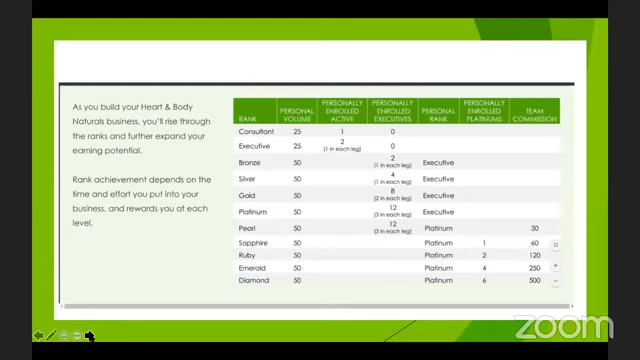 As you build your Heart & Body
Naturals business, you'll rise through
the ranks and further expand your
earning potential.
Rank achievement depends on the
time and effort you put into your
business, and rewards you at each
level.
RANK PERSONAL VOLUME PERSONALLY ENROLLED ACTIVE PERSONALLY ENROLLED EXECUTIVES PERSONAL RANK PERSONALLY ENROLLED PLATINUMS TEAM COMMISSION
Consultant 25 1 0
Executive 25 2 (1 in each leg) 0
Bronze 50 2 (1 in each leg) Executive
Silver 50 4 (1 in each leg) Executive
Gold 50 8 (2 in each leg) Executive
Platinum 50 12 (3 in each leg) Executive
Pearl 50 12 (3 in each leg) Platinum 30
Sapphire 50 Platinum 1 60
Ruby 50 Platinum 2 120
Emerald 50 Platinum 4 250
Diamond 50 Platinum 6 500
zoom